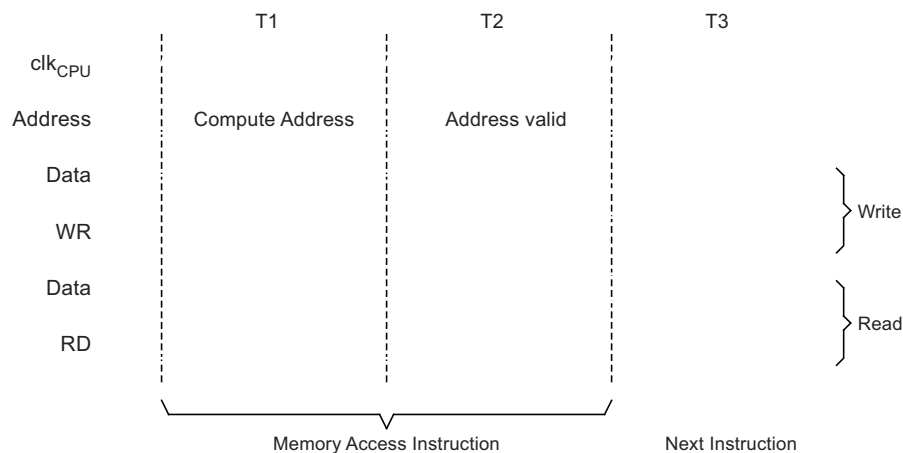 T1 T2 T3
clkCPU
Address Compute Address Address valid
Data
Write
WR
Data
Read
RD
Memory Access Instruction Next Instruction